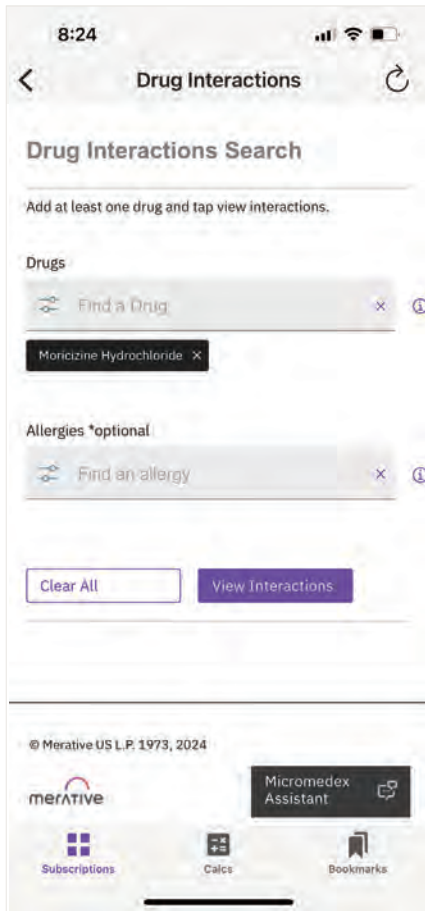 8:24
Drug Interactions
Drug Interactions Search
Add at least one drug and tap view interactions.
Drugs
Find a Drug
Moricizine Hydrochloride ×
Allergies *optional
Find an allergy
Clear All
View Interactions
© Merative US L.P. 1973, 2024
merative
Micromedex
Assistant
Subscriptions
Calcs
Bookmarks